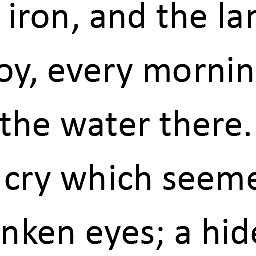 iron, and the lar
oy, every mornin
the water there.
cry which seeme
nken eyes; a hide